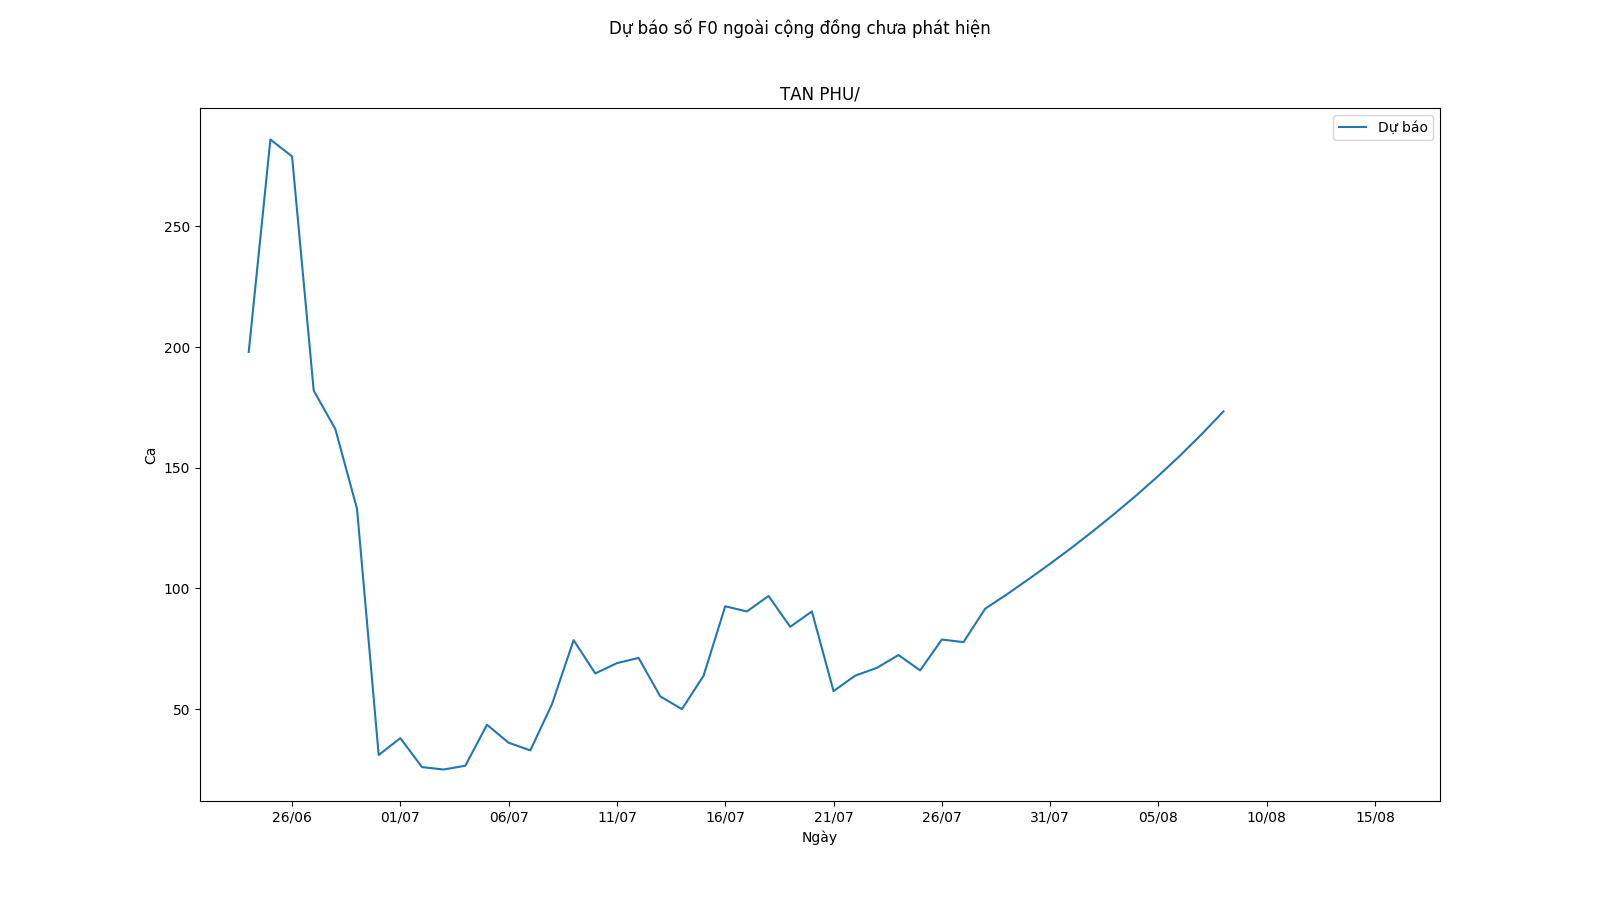 Dự báo số F0 ngoài cộng đồng chưa phát hiện
TAN PHU/
Dự báo
250
200
150
100
50
Ca
26/06 01/07 06/07 11/07 16/07 21/07 26/07 31/07 05/08 10/08 15/08
Ngày